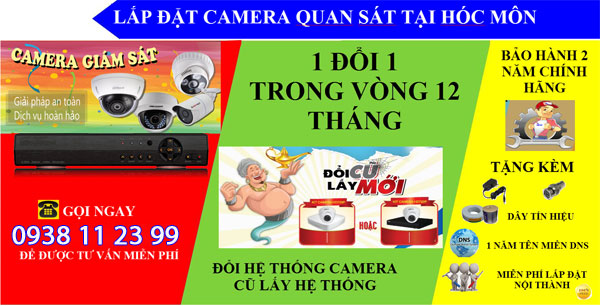 LẮP ĐẶT CAMERA QUAN SÁT TẠI HÓC MÔN
CAMERA GIÁM SÁT
Giải pháp an toàn
Dịch vụ hoàn hảo
GỌI NGAY
0938 11 23 99
ĐỂ ĐƯỢC TƯ VẤN MIỄN PHÍ
1 ĐỔI 1
TRONG VÒNG 12
THÁNG
ĐỔI CŨ
LẤY MỚI
HOẶC
ĐỔI HỆ THỐNG CAMERA
CŨ LẤY HỆ THỐNG
BẢO HÀNH 2
NĂM CHÍNH
HÃNG
TẶNG KÈM
DÂY TÍN HIỆU
DNS
1 NĂM TÊN MIỀN DNS
MIỄN PHÍ LẮP ĐẶT
NỘI THÀNH